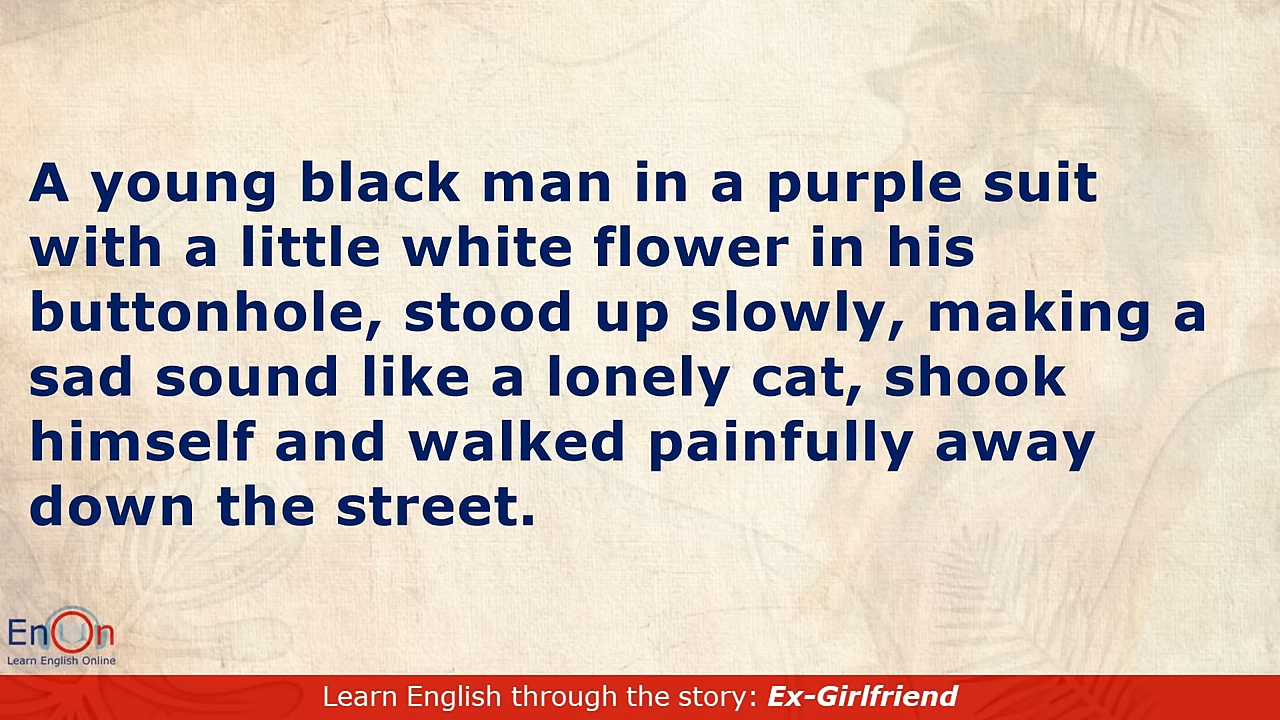 A young black man in a purple suit
with a little white flower in his
buttonhole, stood up slowly, making a
sad sound like a lonely cat, shook
himself and walked painfully away
down the street.
EnOn
Learn English Online
Learn English through the story: Ex-Girlfriend